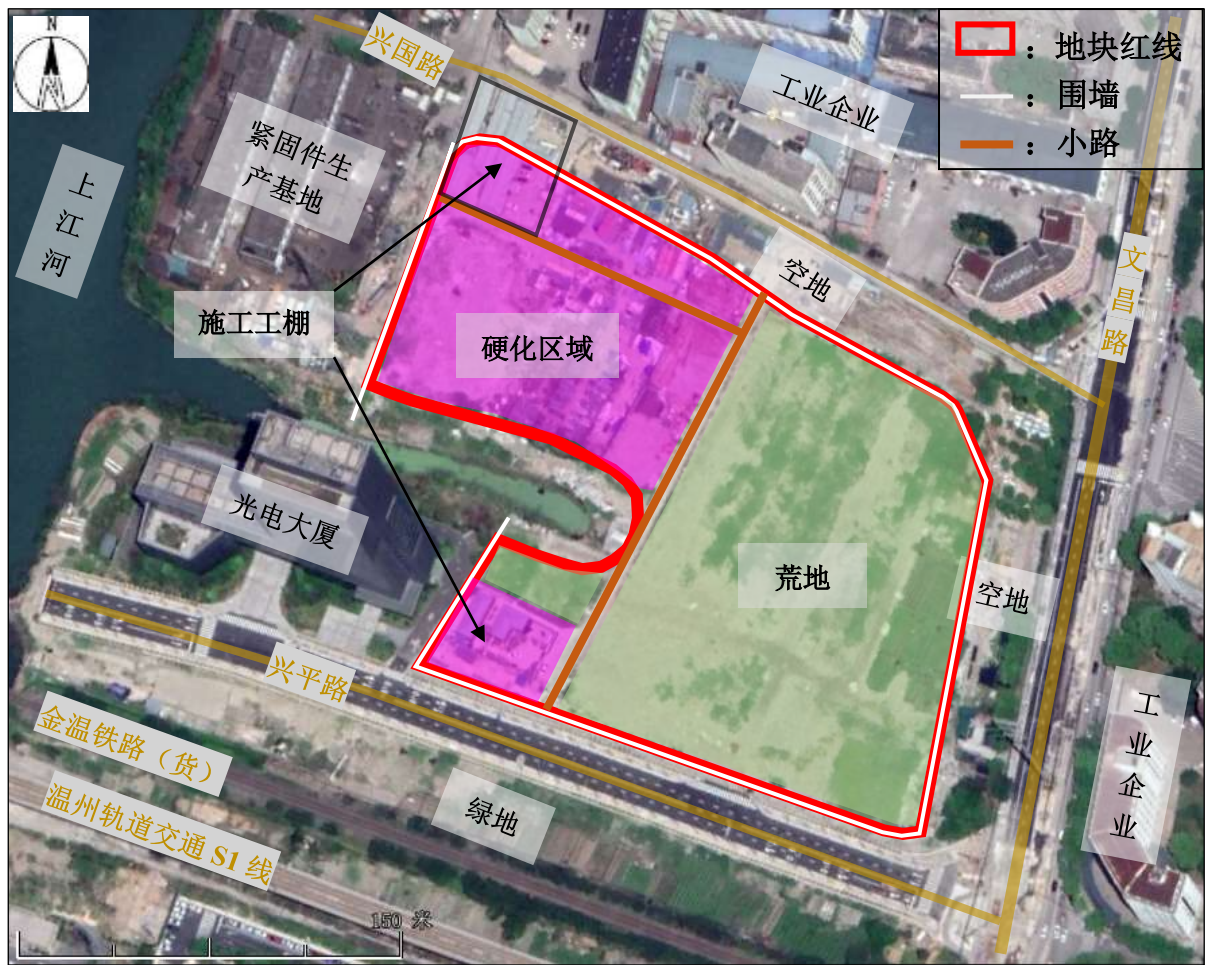 N
兴国路
工业企业
：地块红线
：围墙
：小路
紧固件生
产基地
上
江
河
空地
文
昌
路
施工工棚
硬化区域
光电大厦
荒地
空地
兴平路
金温铁路（货）
温州轨道交通 S1 线
绿地
工
业
企
业
150 米